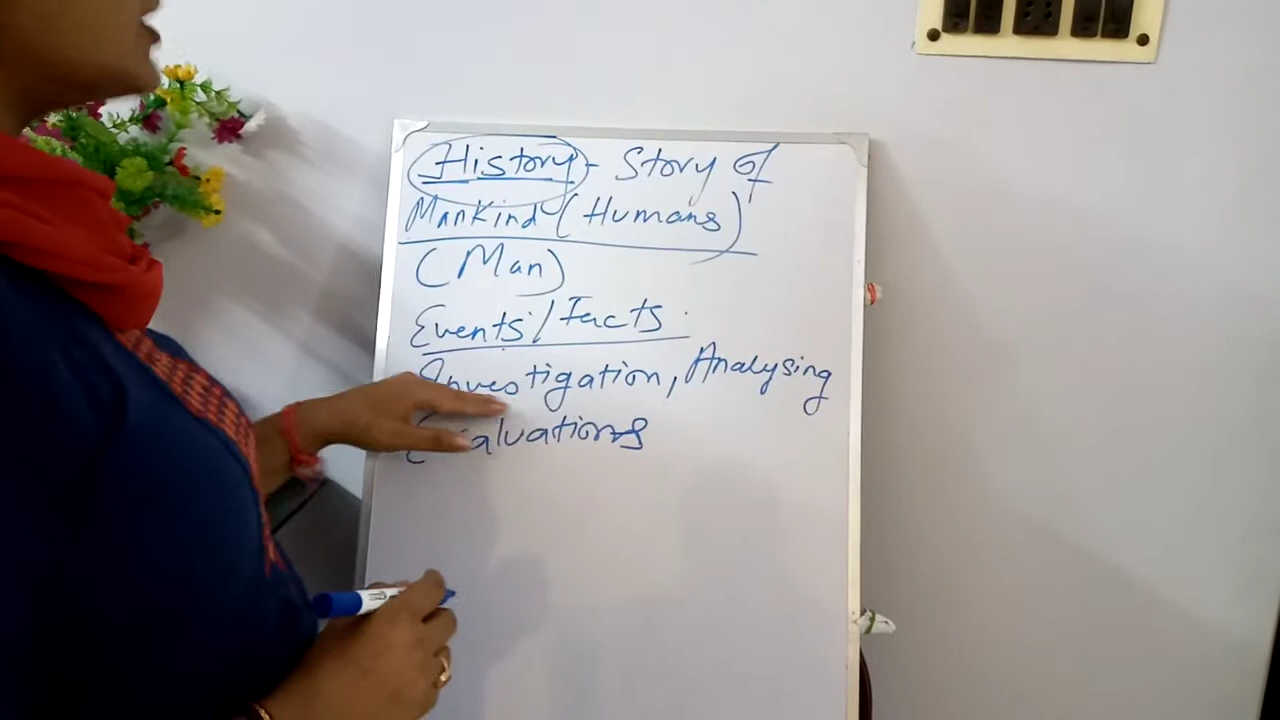 History - Story of
Mankind (Humans)
(Man)
Events / Facts
Investigation, Analysing
Evaluations